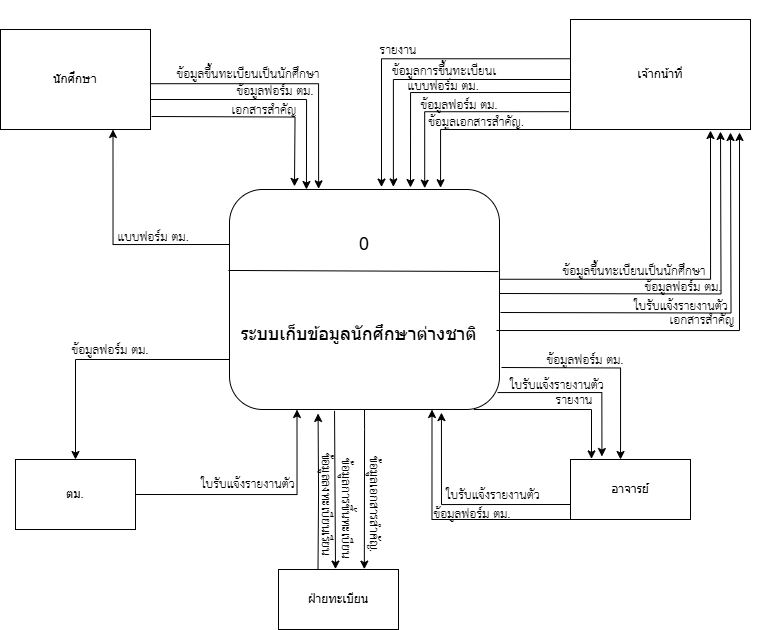 รายงาน
นักศึกษา
เจ้าหน้าที่
ข้อมูลขึ้นทะเบียนเป็นนักศึกษา
ข้อมูลการขึ้นทะเบียนเ
แบบฟอร์ม ตม.
ข้อมูลฟอร์ม ตม.
ข้อมูลฟอร์ม ตม.
เอกสารสำคัญ
ข้อมูลเอกสารสำคัญ.
แบบฟอร์ม ตม.
0
ข้อมูลขึ้นทะเบียนเป็นนักศึกษา
ข้อมูลฟอร์ม ตม.
ใบรับแจ้งรายงานตัว
เอกสารสำคัญ
ระบบเก็บข้อมูลนักศึกษาต่างชาติ
ข้อมูลฟอร์ม ตม.
ข้อมูลฟอร์ม ตม.
ใบรับแจ้งรายงานตัว
รายงาน
ตม.
ใบรับแจ้งรายงานตัว
ข้อมูลลงทะเบียนเรียน
ข้อมูลการขึ้นทะเบียน
ข้อมูลเอกสารสำคัญ.
ใบรับแจ้งรายงานตัว
ข้อมูลฟอร์ม ตม.
อาจารย์
ฝ่ายทะเบียน